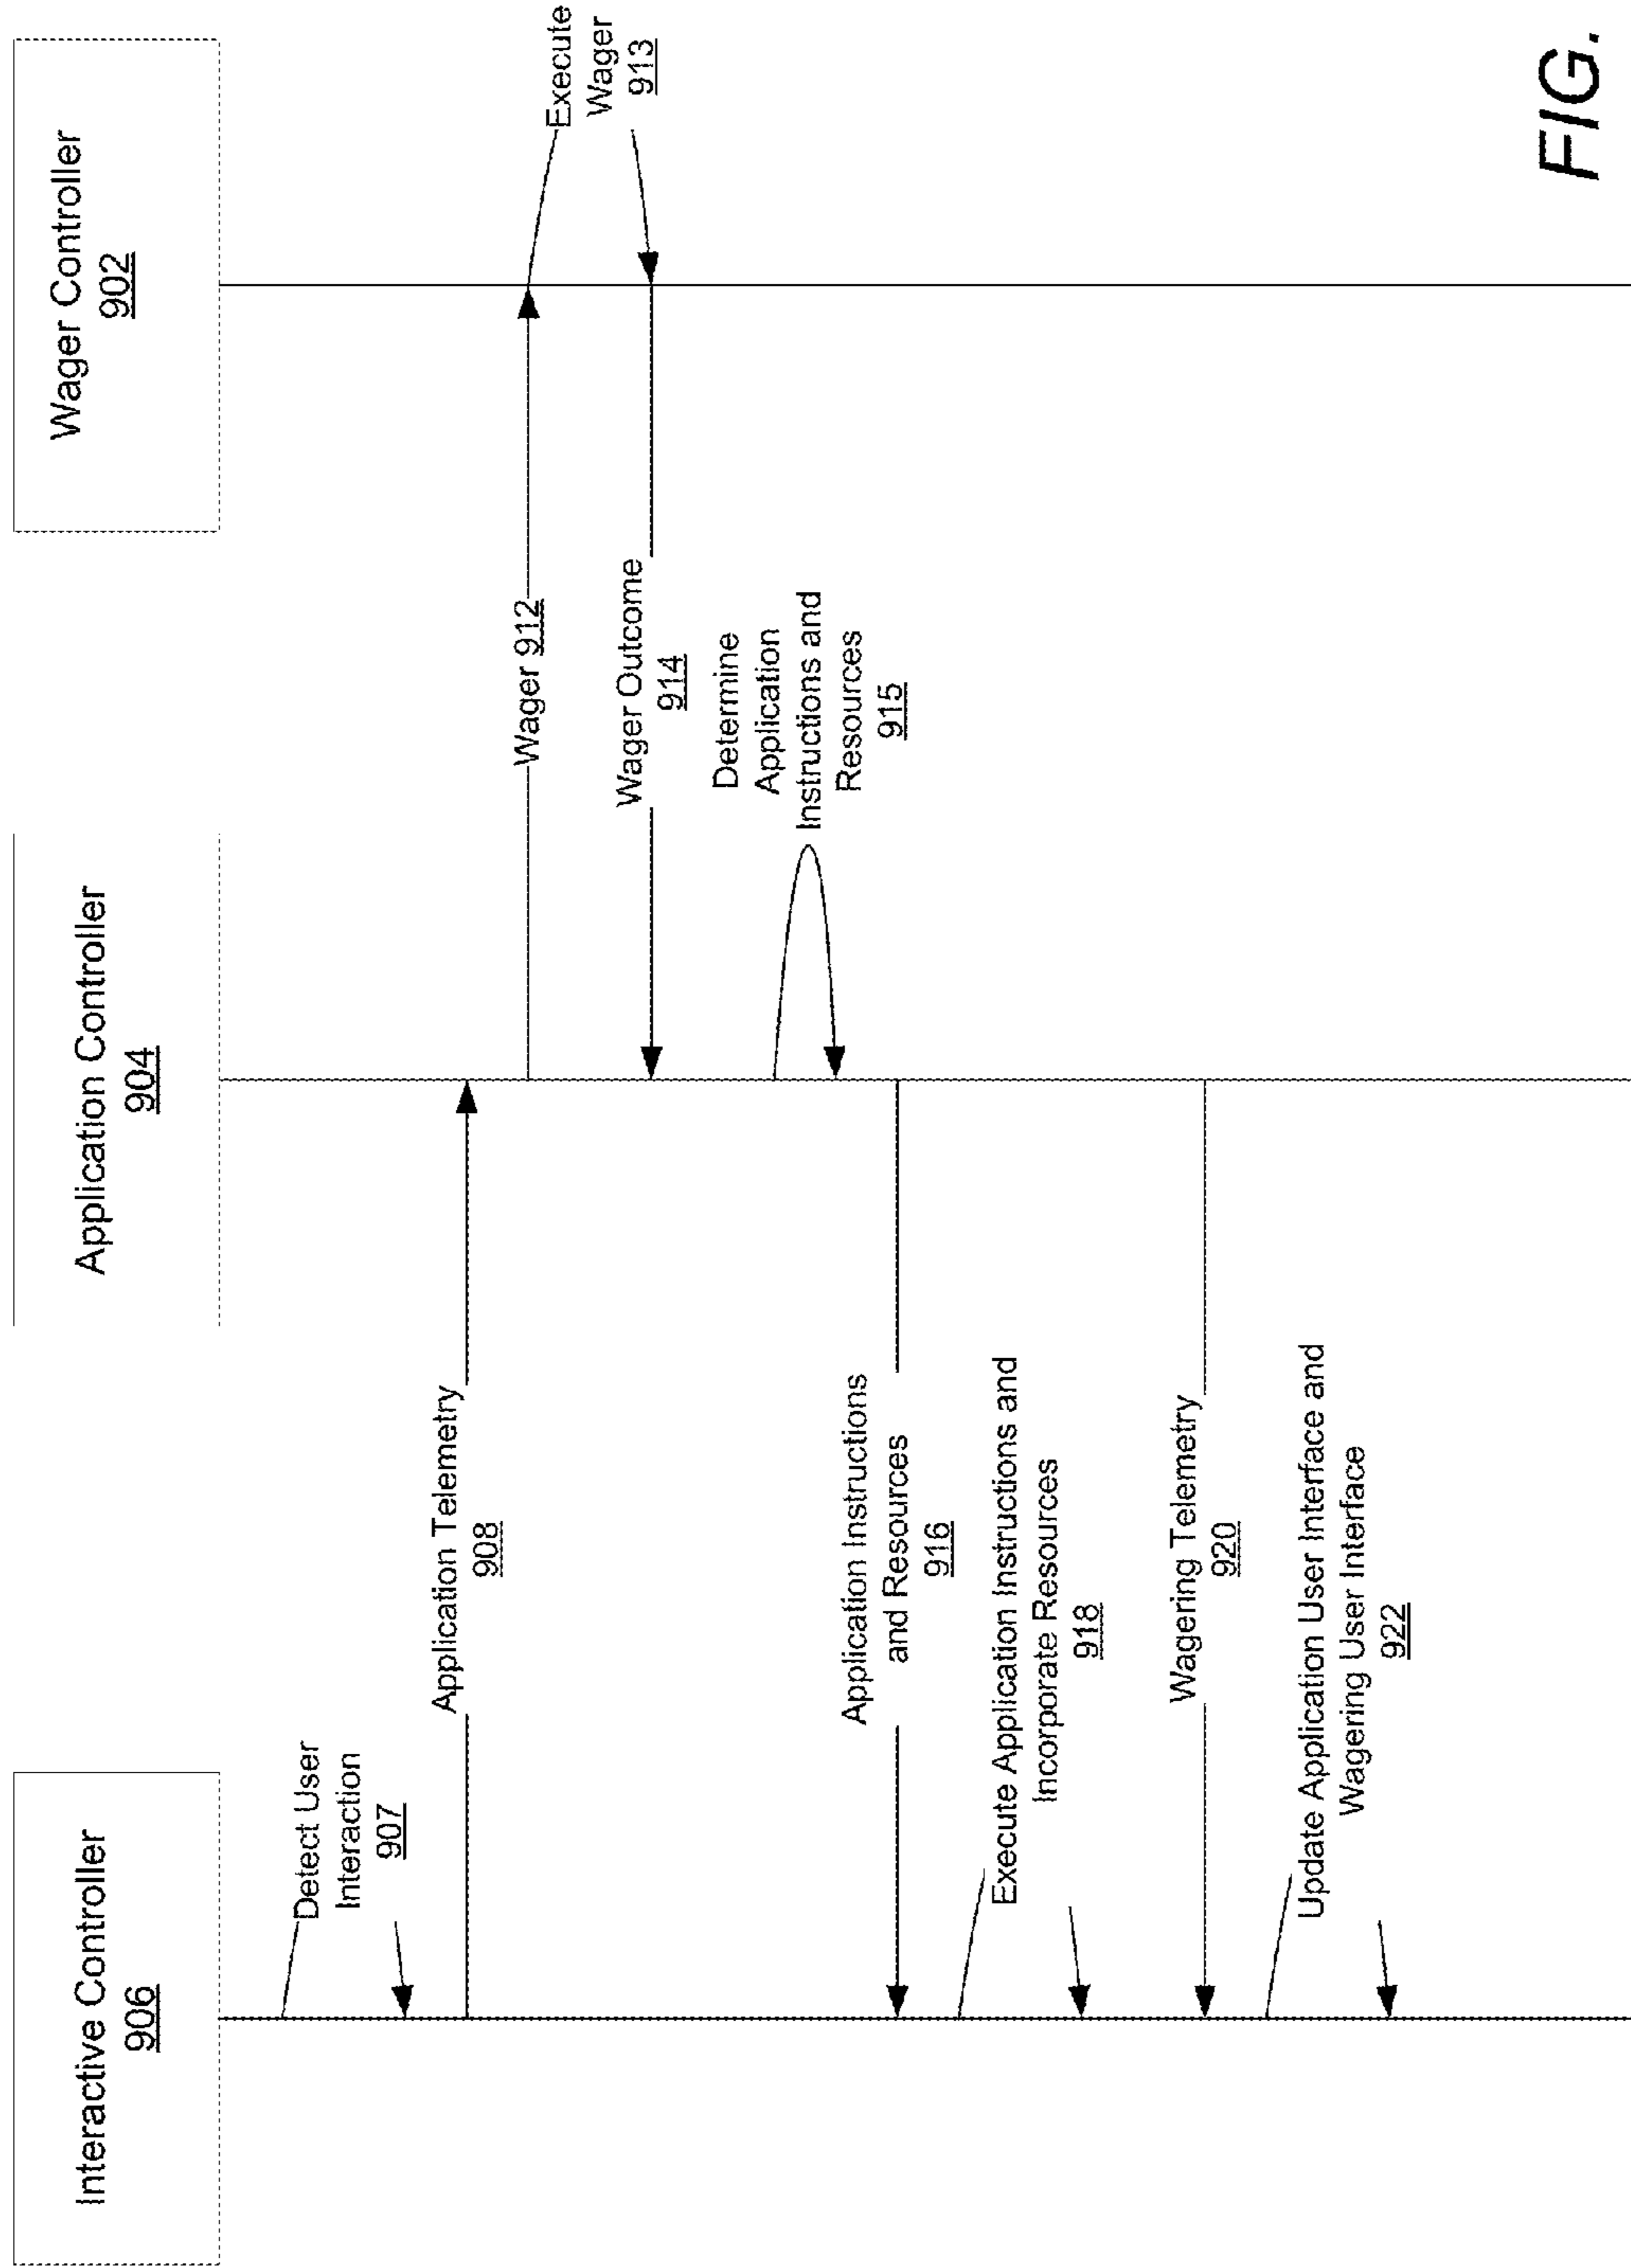 Interactive Controller
906
Application Controller
904
Wager Controller
902
Detect User
Interaction
907
Application Telemetry
908
Wager 912
Execute
Wager
913
Wager Outcome
914
Determine
Application
Instructions and
Resources
915
Application Instructions
and Resources
916
Execute Application Instructions and
Incorporate Resources
918
Wagering Telemetry
920
Update Application User Interface and
Wagering User Interface
922
FIG.